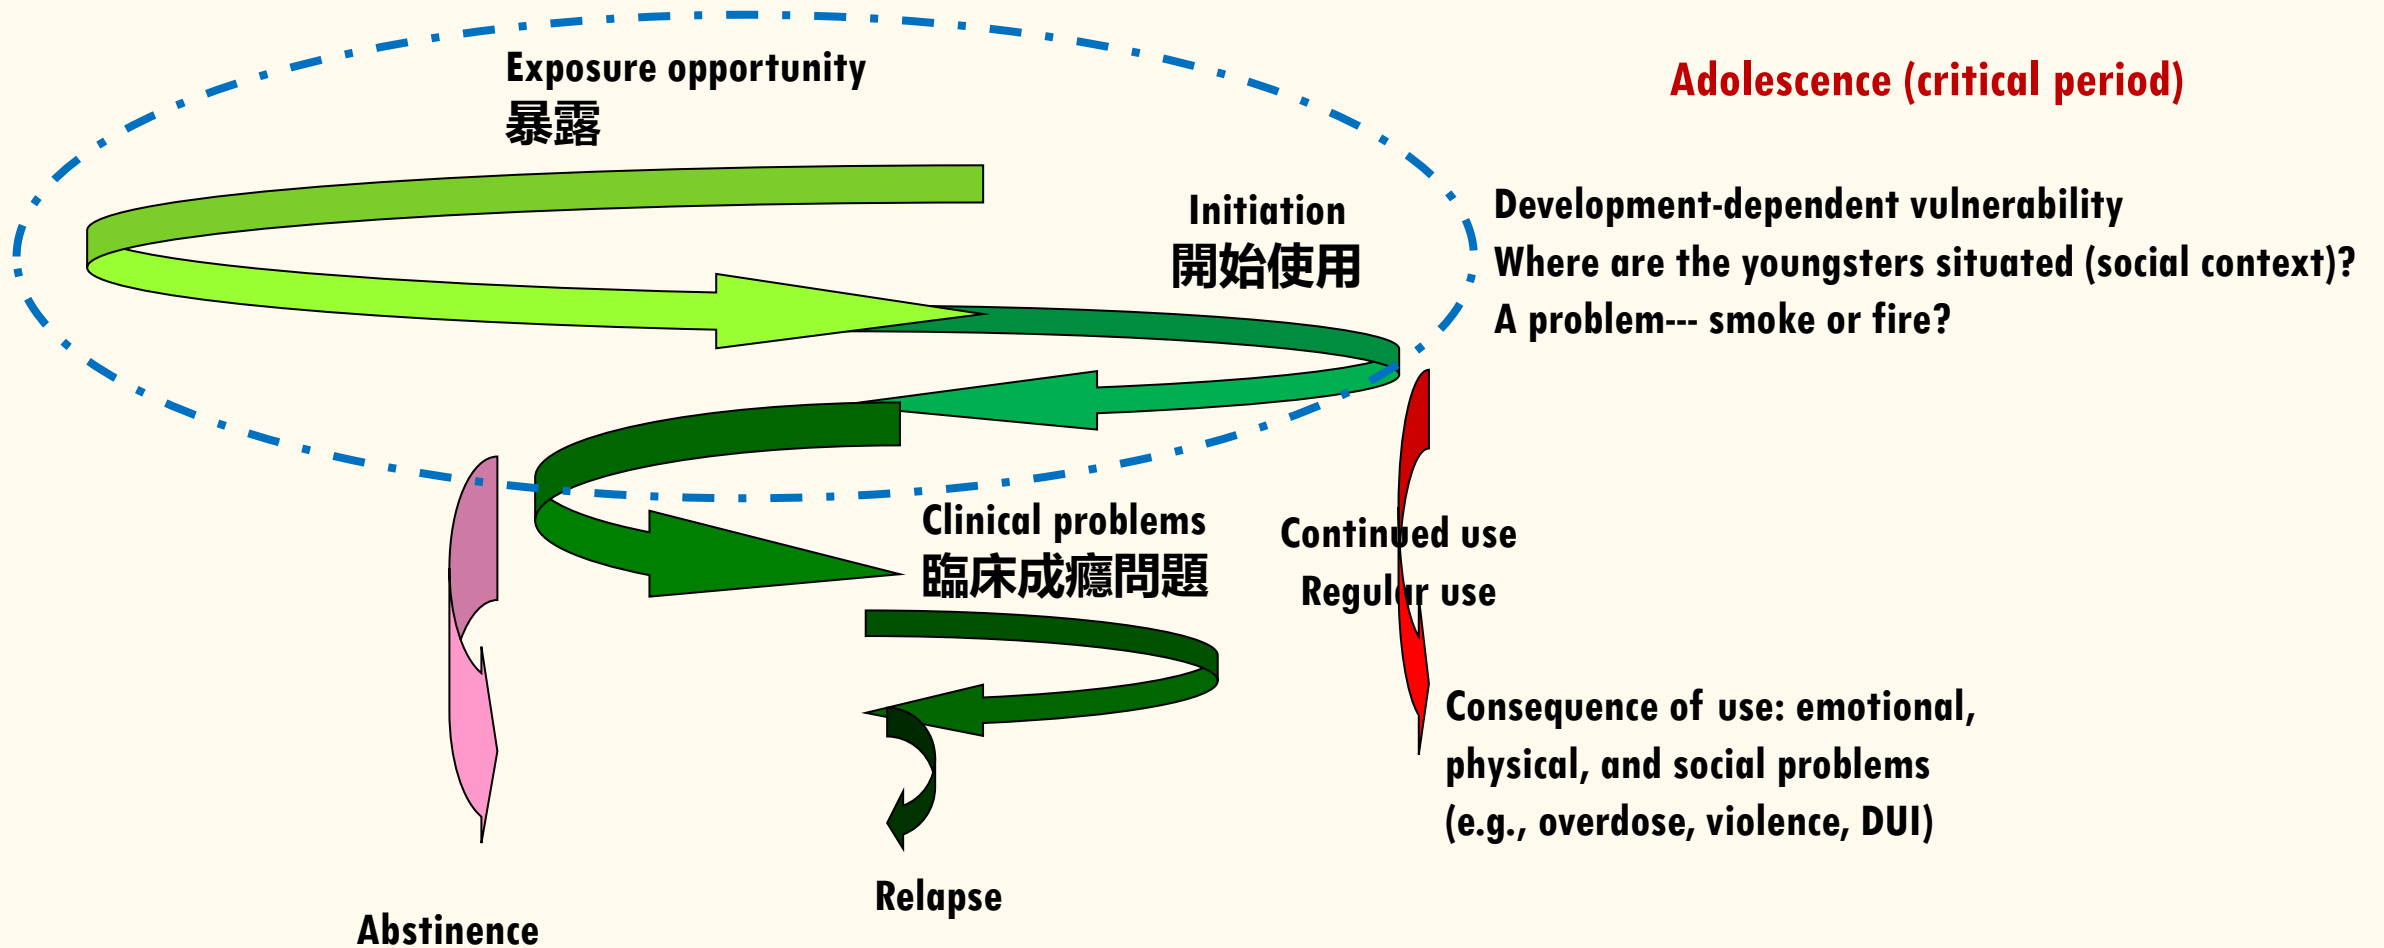 Exposure opportunity
暴露
Adolescence (critical period)
Initiation
開始使用
Development-dependent vulnerability
Where are the youngsters situated (social context)?
A problem--- smoke or fire?
Clinical problems
臨床成癮問題
Continued use
Regular use
Consequence of use: emotional,
physical, and social problems
(e.g., overdose, violence, DUI)
Relapse
Abstinence